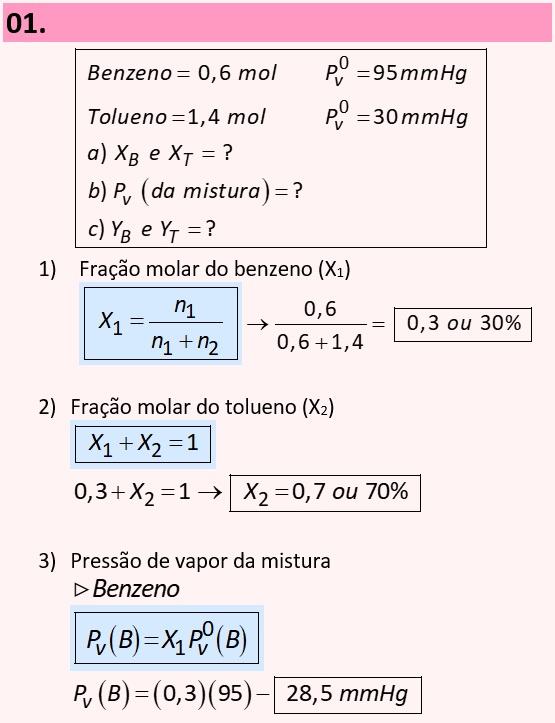 01.
Benzeno = 0,6 mol P_v^0 = 95 mmHg
Tolueno = 1,4 mol P_v^0 = 30 mmHg
a) X_B e X_T = ?
b) P_v (da mistura) = ?
c) Y_B e Y_T = ?
1) Fração molar do benzeno (X₁)
X_1 = n_1 / (n_1 + n_2) → 0,6 / (0,6 + 1,4) = 0,3 ou 30%
2) Fração molar do tolueno (X₂)
X_1 + X_2 = 1
0,3 + X_2 = 1 → X_2 = 0,7 ou 70%
3) Pressão de vapor da mistura
▷ Benzeno
P_v(B) = X_1 P_v^0(B)
P_v (B) = (0,3)(95) − 28,5 mmHg